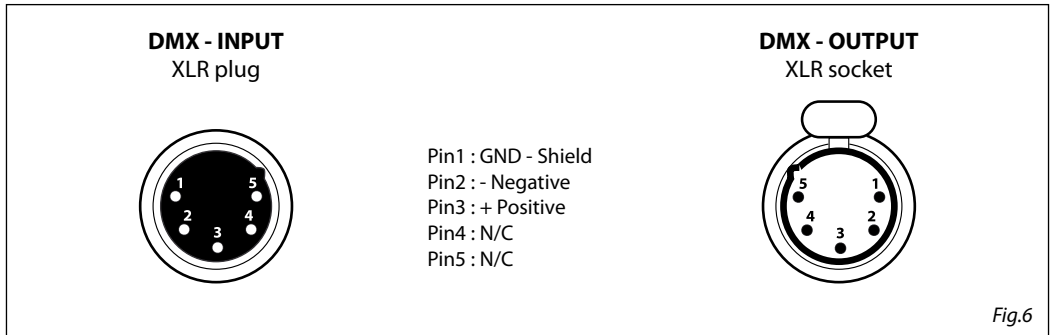 DMX - INPUT
XLR plug
DMX - OUTPUT
XLR socket
1 5
2 4
3
Pin1 : GND - Shield
Pin2 : - Negative
Pin3 : + Positive
Pin4 : N/C
Pin5 : N/C
5 1
4 2
3
Fig.6